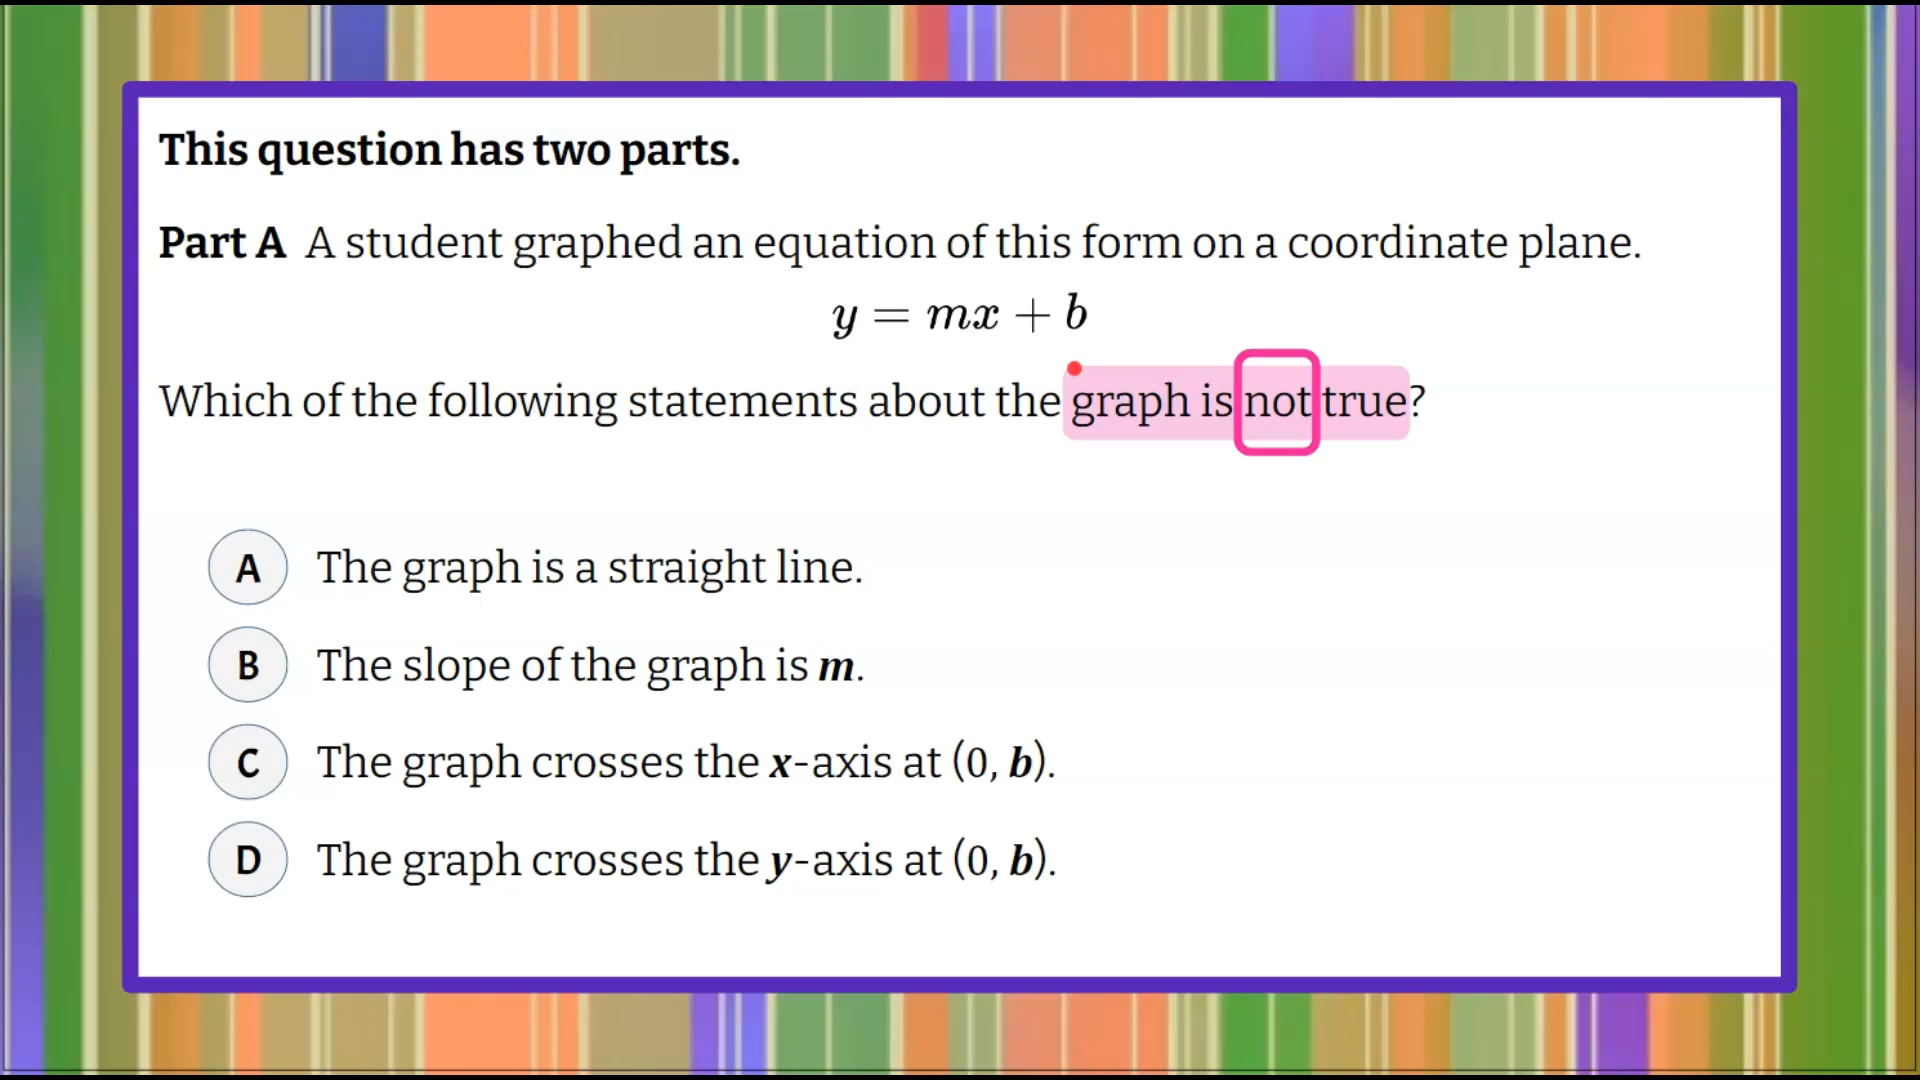 This question has two parts.
Part A A student graphed an equation of this form on a coordinate plane.
y = mx + b
Which of the following statements about the graph is not true?
A The graph is a straight line.
B The slope of the graph is m.
C The graph crosses the x-axis at (0, b).
D The graph crosses the y-axis at (0, b).